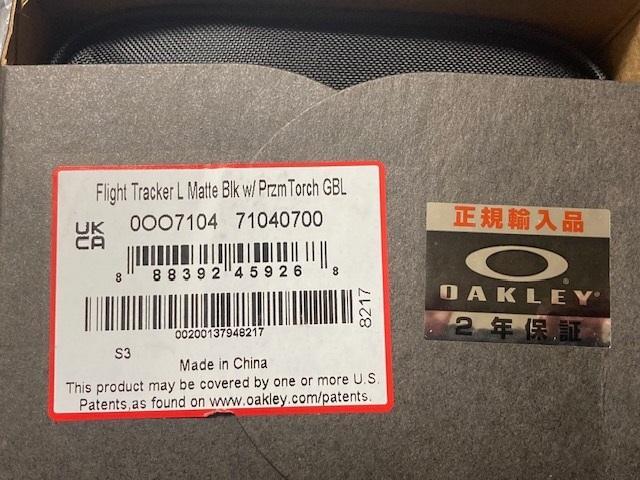 Flight Tracker L Matte Blk w/ PrzmTorch GBL
UK
CA
0OO7104 71040700
8 88392 45926 8
00200137948217
8217
S3
Made in China
This product may be covered by one or more U.S.
Patents,as found on www.oakley.com/patents.
正規輸入品
OAKLEY®
2年保証